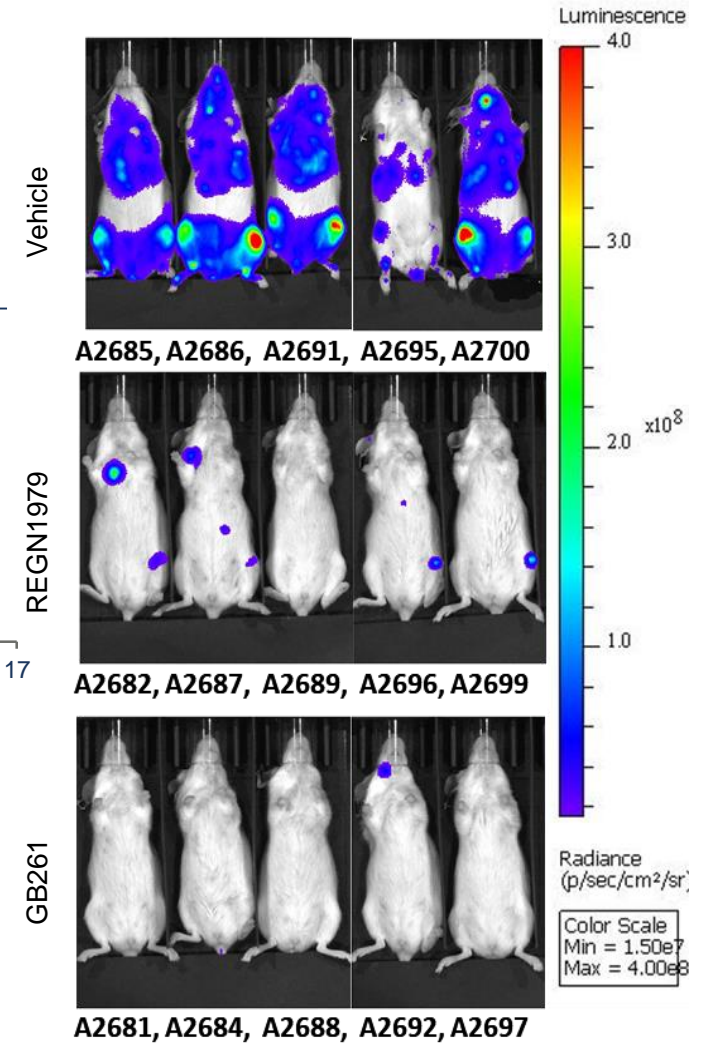 Luminescence
4.0
3.0
2.0
x10⁸
1.0
Radiance
(p/sec/cm²/sr)
Color Scale
Min = 1.50e7
Max = 4.00e8
Vehicle
A2685, A2686, A2691, A2695, A2700
REGN1979
17
A2682, A2687, A2689, A2696, A2699
GB261
A2681, A2684, A2688, A2692, A2697